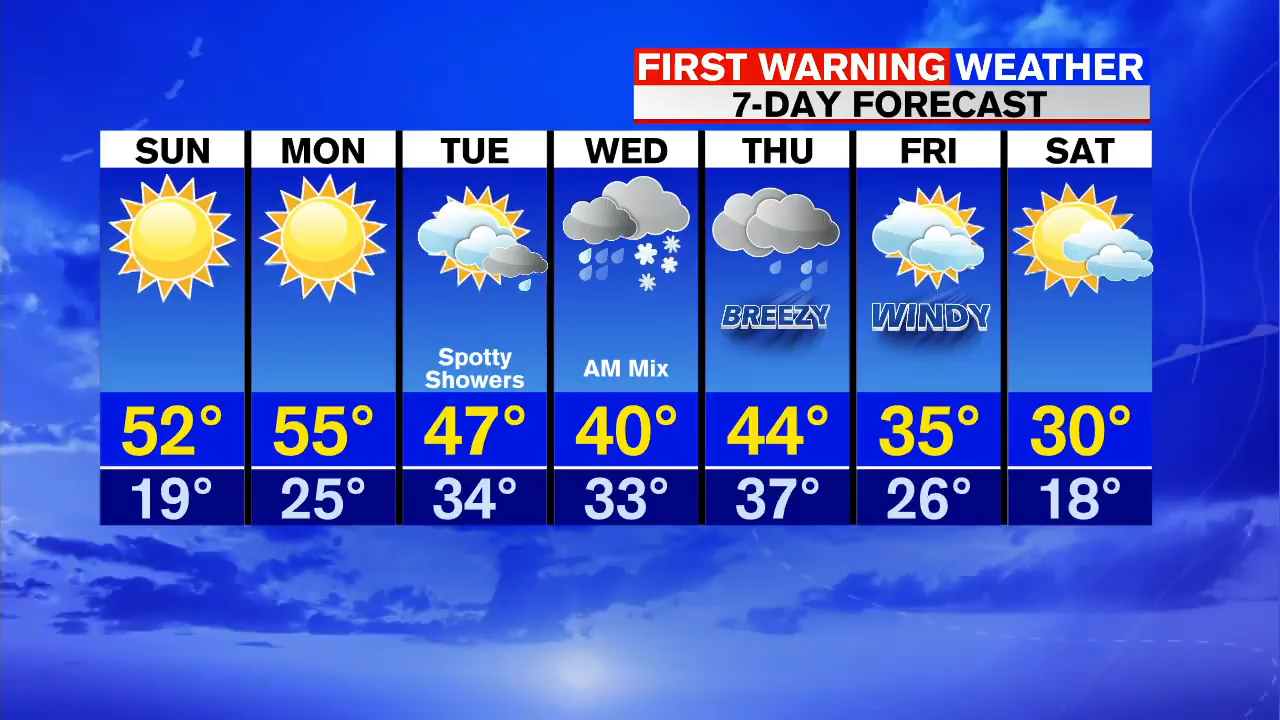 FIRST WARNING WEATHER
7-DAY FORECAST
SUN MON TUE WED THU FRI SAT
BREEZY WINDY
Spotty
Showers
AM Mix
52° 55° 47° 40° 44° 35° 30°
19° 25° 34° 33° 37° 26° 18°